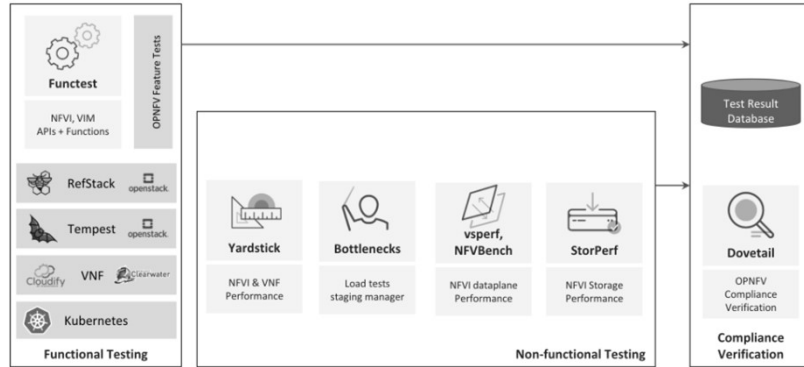 Functest
NFVI, VIM
APIs + Functions
OPNFV Feature Tests
RefStack
openstack.
Tempest
openstack.
Cloudify
VNF
Clearwater
Kubernetes
Functional Testing
Yardstick
NFVI & VNF
Performance
Bottlenecks
Load tests
staging manager
vsperf,
NFVBench
NFVI dataplane
Performance
StorPerf
NFVI Storage
Performance
Non-functional Testing
Test Result
Database
Dovetail
OPNFV
Compliance
Verification
Compliance
Verification